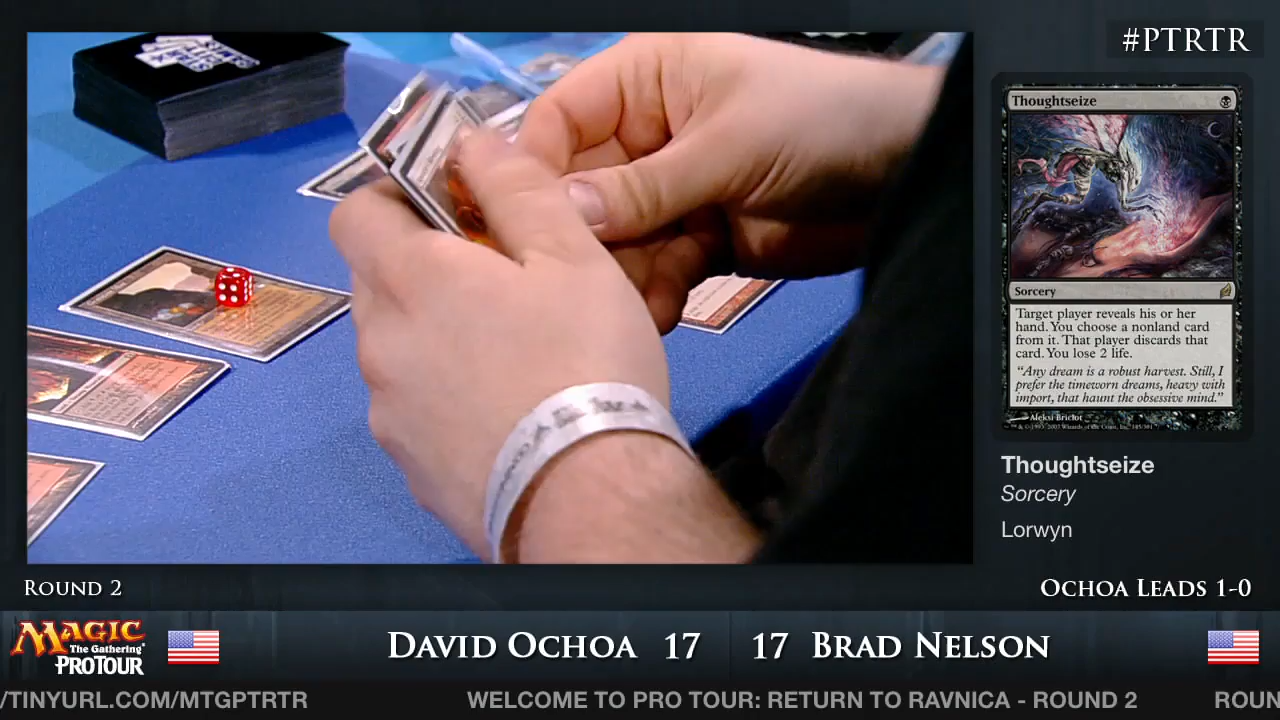 #PTRTR
Thoughtseize
Sorcery
Target player reveals his or her
hand. You choose a nonland card
from it. That player discards that
card. You lose 2 life.
"Any dream is a robust harvest. Still, I
prefer the timeworn dreams, heavy with
import, that haunt the obsessive mind."
Aleksi Briclot
Thoughtseize
Sorcery
Lorwyn
ROUND 2
OCHOA LEADS 1-0
MAGIC
The Gathering
PROTOUR
DAVID OCHOA 17
17 BRAD NELSON
/TINYURL.COM/MTGPTRTR WELCOME TO PRO TOUR: RETURN TO RAVNICA - ROUND 2 ROUN